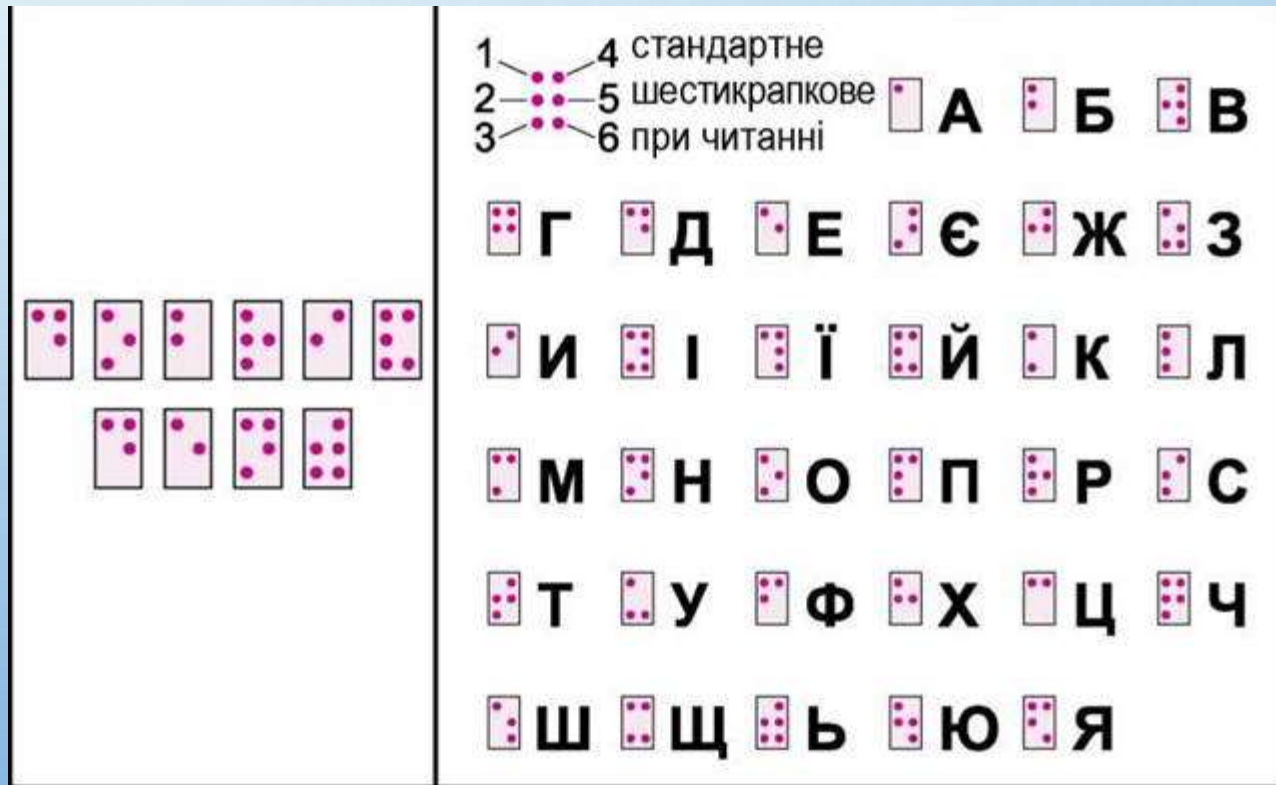 1 4 стандартне
2 5 шестикрапкове
3 6 при читанні
А Б В
Г Д Е Є Ж З
И І Ї Й К Л
М Н О П Р С
Т У Ф Х Ц Ч
Ш Щ Ь Ю Я